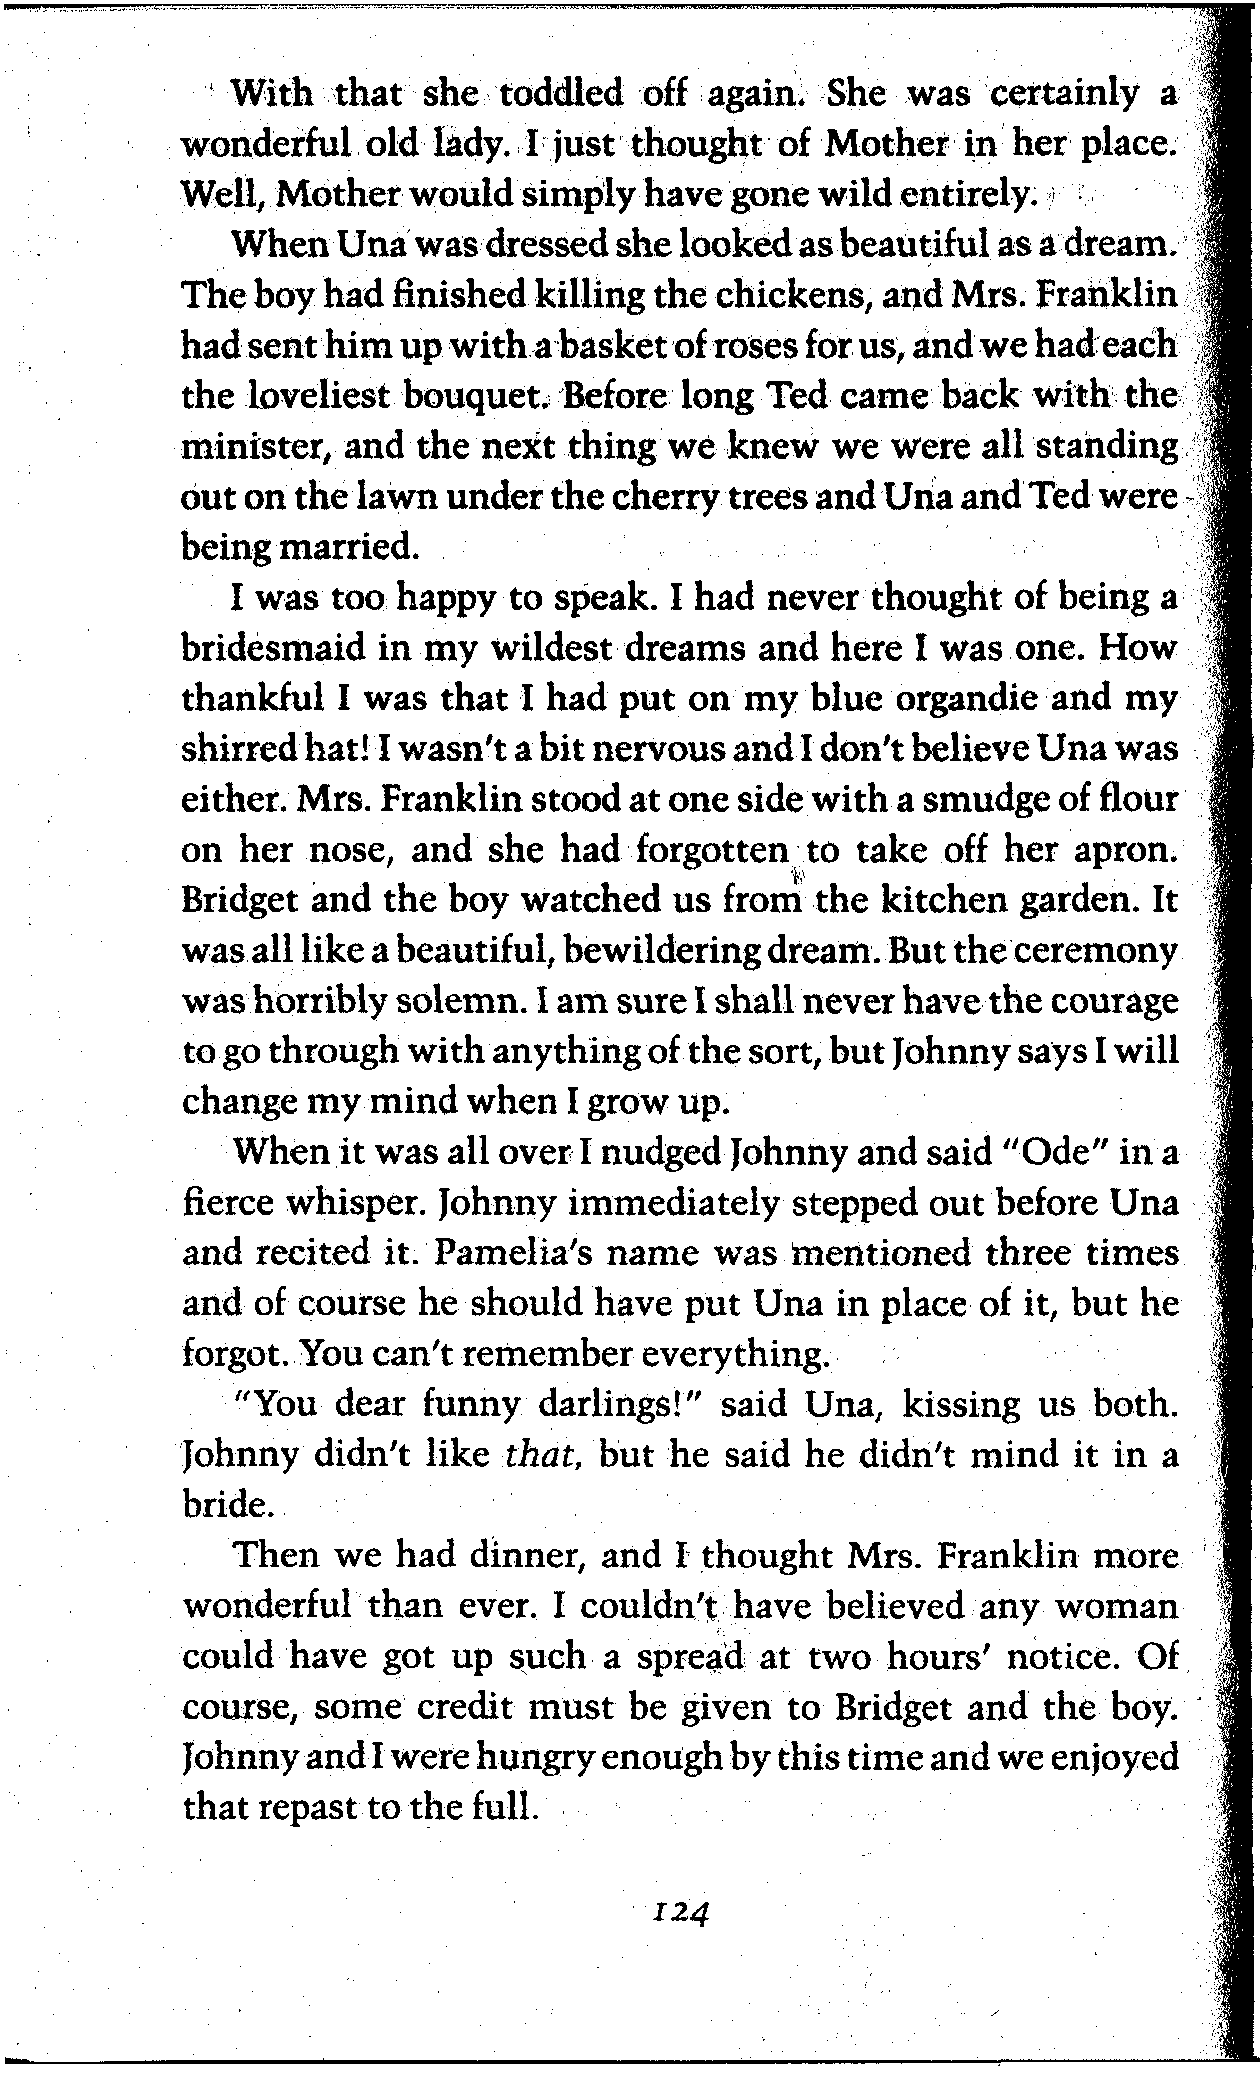 With that she toddled off again. She was certainly a
wonderful old lady. I just thought of Mother in her place.
Well, Mother would simply have gone wild entirely.
When Una was dressed she looked as beautiful as a dream.
The boy had finished killing the chickens, and Mrs. Franklin
had sent him up with a basket of roses for us, and we had each
the loveliest bouquet. Before long Ted came back with the
minister, and the next thing we knew we were all standing
out on the lawn under the cherry trees and Una and Ted were
being married.
I was too happy to speak. I had never thought of being a
bridesmaid in my wildest dreams and here I was one. How
thankful I was that I had put on my blue organdie and my
shirred hat! I wasn't a bit nervous and I don't believe Una was
either. Mrs. Franklin stood at one side with a smudge of flour
on her nose, and she had forgotten to take off her apron.
Bridget and the boy watched us from the kitchen garden. It
was all like a beautiful, bewildering dream. But the ceremony
was horribly solemn. I am sure I shall never have the courage
to go through with anything of the sort, but Johnny says I will
change my mind when I grow up.
When it was all over I nudged Johnny and said "Ode" in a
fierce whisper. Johnny immediately stepped out before Una
and recited it. Pamelia's name was mentioned three times
and of course he should have put Una in place of it, but he
forgot. You can't remember everything.
"You dear funny darlings!" said Una, kissing us both.
Johnny didn't like that, but he said he didn't mind it in a
bride.
Then we had dinner, and I thought Mrs. Franklin more
wonderful than ever. I couldn't have believed any woman
could have got up such a spread at two hours' notice. Of
course, some credit must be given to Bridget and the boy.
Johnny and I were hungry enough by this time and we enjoyed
that repast to the full.
124